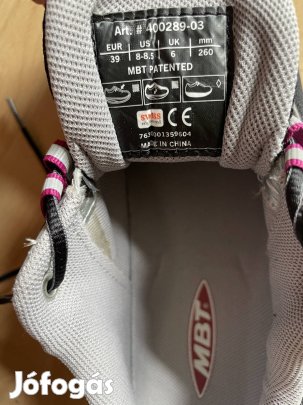 Art. # 400289-03
EUR US UK mm
39 8-8.5 6 260
MBT PATENTED
SWISS
CE
7630001359604
MADE IN CHINA
MBT
Jófogás